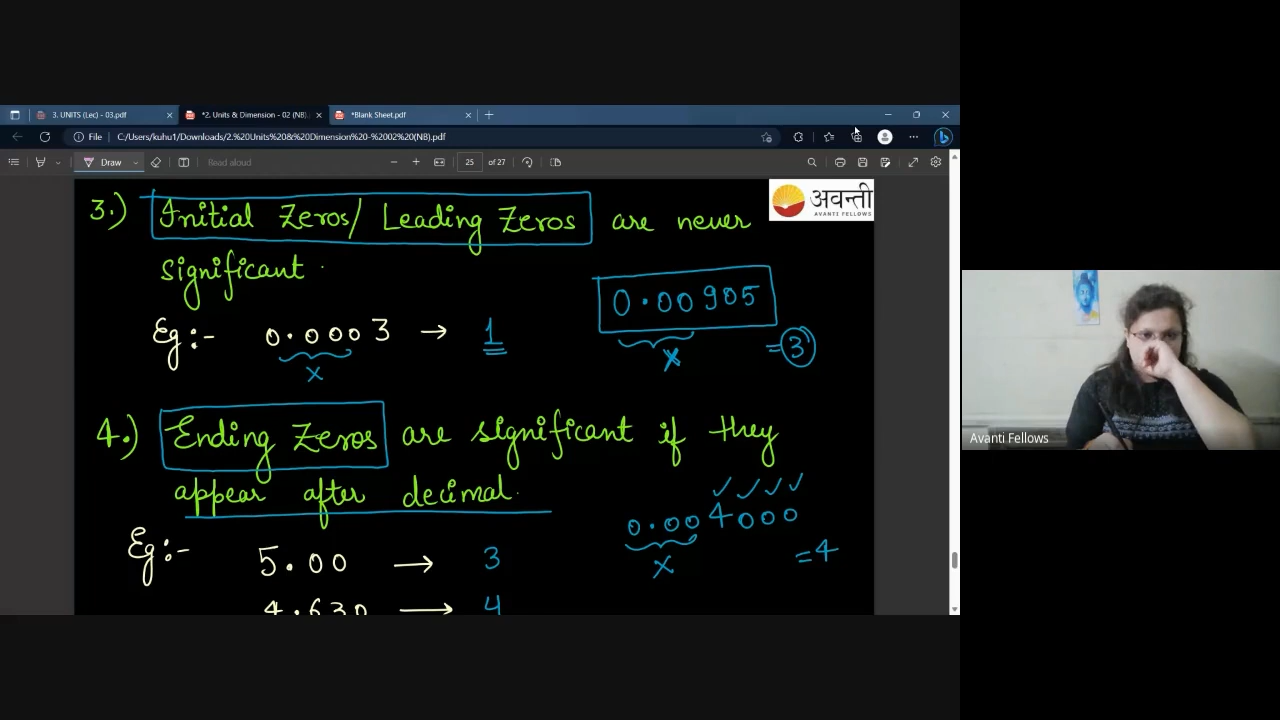 3. UNITS (Lec) - 03.pdf
*2. Units & Dimension - 02 (NB).
*Blank Sheet.pdf
File
C:/Users/kuhu1/Downloads/2.%20Units%20&%20Dimension%20-%2002%20(NB).pdf
Draw
Read aloud
25 of 27
अवन्ती
AVANTI FELLOWS
3.) Initial Zeros/ Leading Zeros are never
significant.
0.00905
Eg:- 0.0003 → 1
x
x
= 3
4.) Ending Zeros are significant if they
appear after decimal.
0.004000
x
= 4
Eg:- 5.00 → 3
4.630 → 4
Avanti Fellows